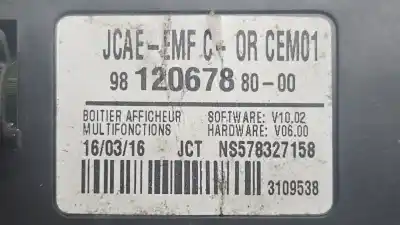 JCAE-EMF C- OR CEM01
98 120678 80-00
BOITIER AFFICHEUR SOFTWARE: V10.02
MULTIFONCTIONS HARDWARE: V06.00
16/03/16 JCT NS578327158
3109538